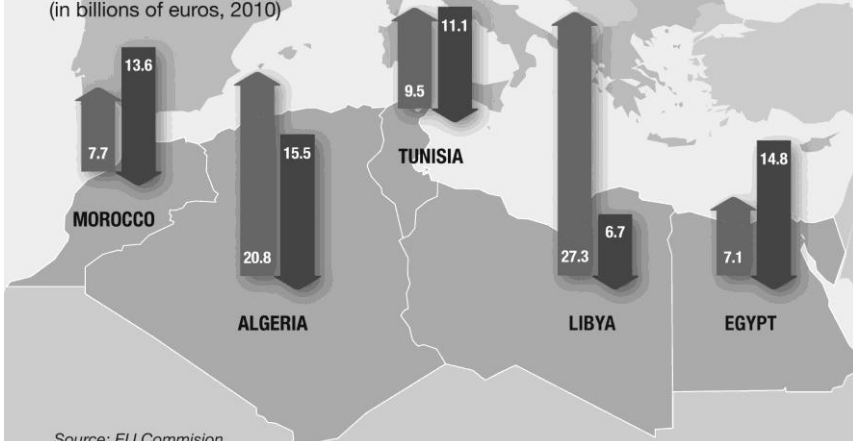 (in billions of euros, 2010)
13.6
7.7
MOROCCO
20.8
15.5
ALGERIA
9.5
11.1
TUNISIA
27.3
6.7
LIBYA
7.1
14.8
EGYPT
Source: EU Commision